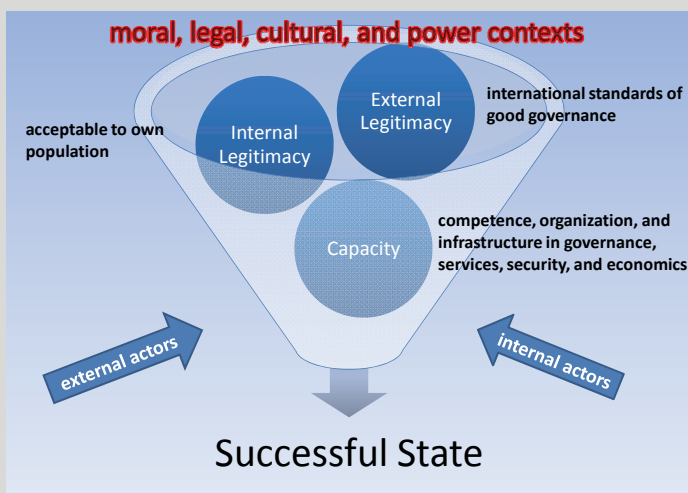 moral, legal, cultural, and power contexts
External
Legitimacy
international standards of
good governance
acceptable to own
population
Internal
Legitimacy
Capacity
competence, organization, and
infrastructure in governance,
services, security, and economics
external actors
internal actors
Successful State